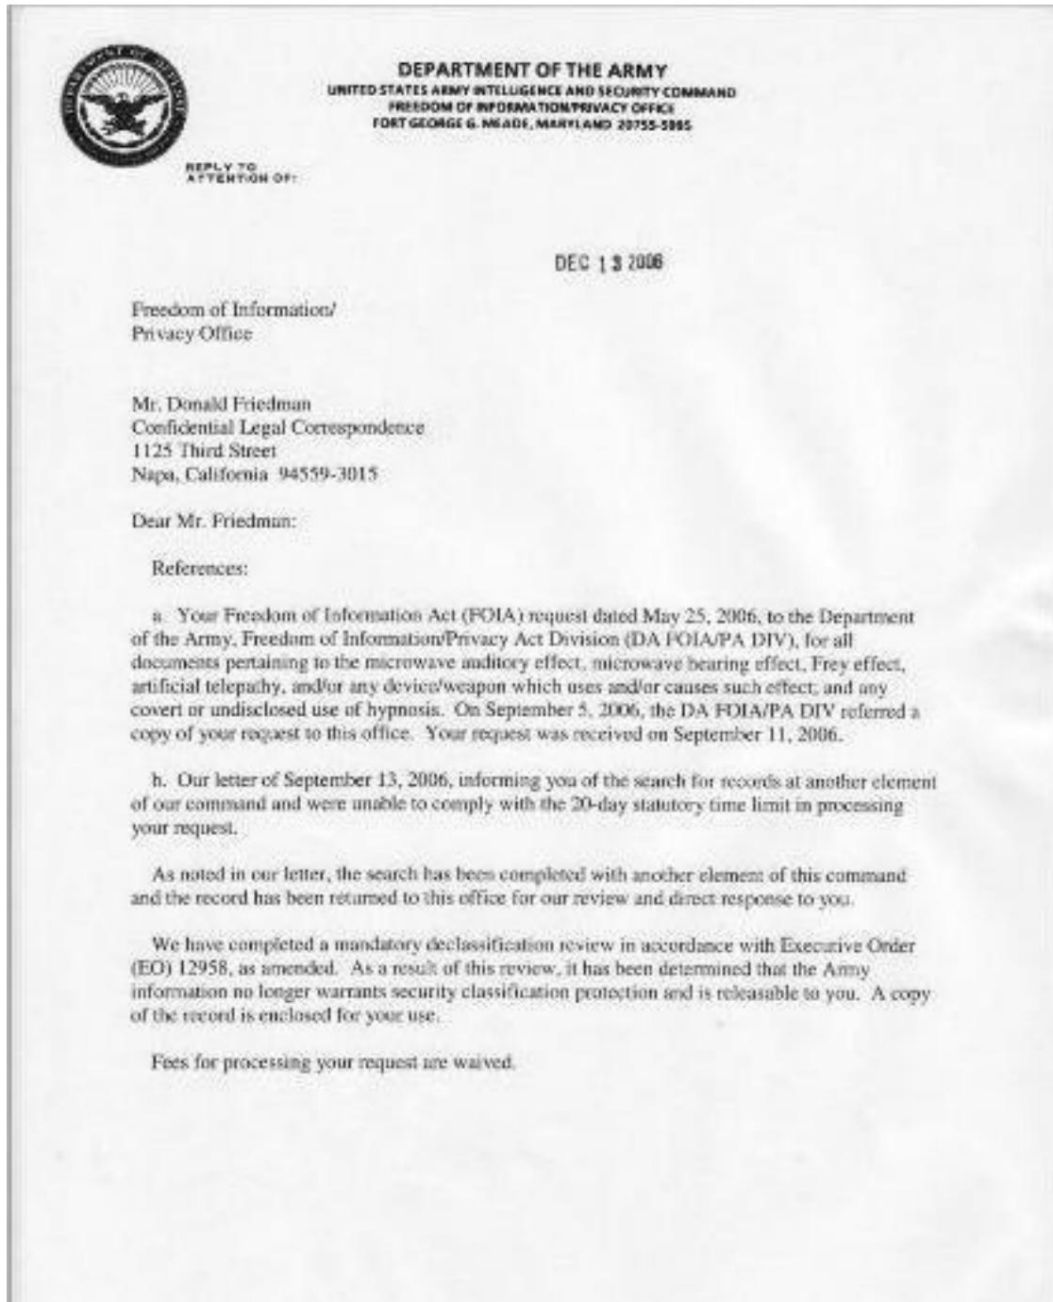 DEPARTMENT OF THE ARMY
UNITED STATES ARMY INTELLIGENCE AND SECURITY COMMAND
FREEDOM OF INFORMATION/PRIVACY OFFICE
FORT GEORGE G. MEADE, MARYLAND 20755-5995
REPLY TO
ATTENTION OF:
DEC 13 2006
Freedom of Information/
Privacy Office
Mr. Donald Friedman
Confidential Legal Correspondence
1125 Third Street
Napa, California 94559-3015
Dear Mr. Friedman:
References:
a. Your Freedom of Information Act (FOIA) request dated May 25, 2006, to the Department
of the Army, Freedom of Information/Privacy Act Division (DA FOIA/PA DIV), for all
documents pertaining to the microwave auditory effect, microwave hearing effect, Frey effect,
artificial telepathy, and/or any device/weapon which uses and/or causes such effect; and any
covert or undisclosed use of hypnosis. On September 5, 2006, the DA FOIA/PA DIV referred a
copy of your request to this office. Your request was received on September 11, 2006.
b. Our letter of September 13, 2006, informing you of the search for records at another element
of our command and were unable to comply with the 20-day statutory time limit in processing
your request.
As noted in our letter, the search has been completed with another element of this command
and the record has been returned to this office for our review and direct response to you.
We have completed a mandatory declassification review in accordance with Executive Order
(EO) 12958, as amended. As a result of this review, it has been determined that the Army
information no longer warrants security classification protection and is releasable to you. A copy
of the record is enclosed for your use.
Fees for processing your request are waived.